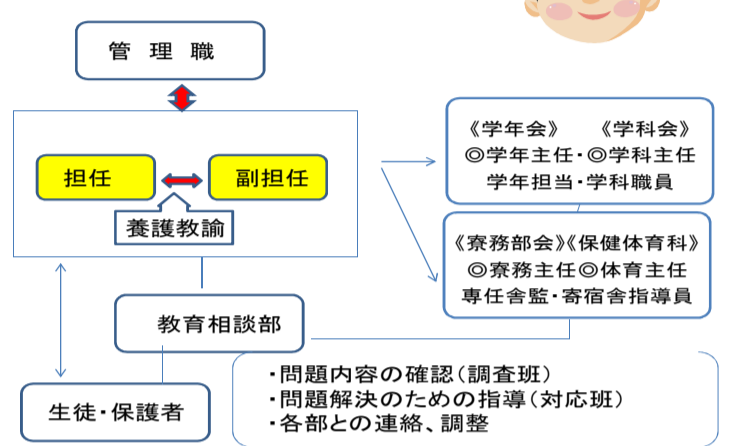 管 理 職
担任
副担任
養護教諭
《学年会》 《学科会》
◎学年主任・◎学科主任
学年担当・学科職員
《寮務部会》《保健体育科》
◎寮務主任◎体育主任
専任舎監・寄宿舎指導員
教育相談部
生徒・保護者
・問題内容の確認（調査班）
・問題解決のための指導（対応班）
・各部との連絡、調整